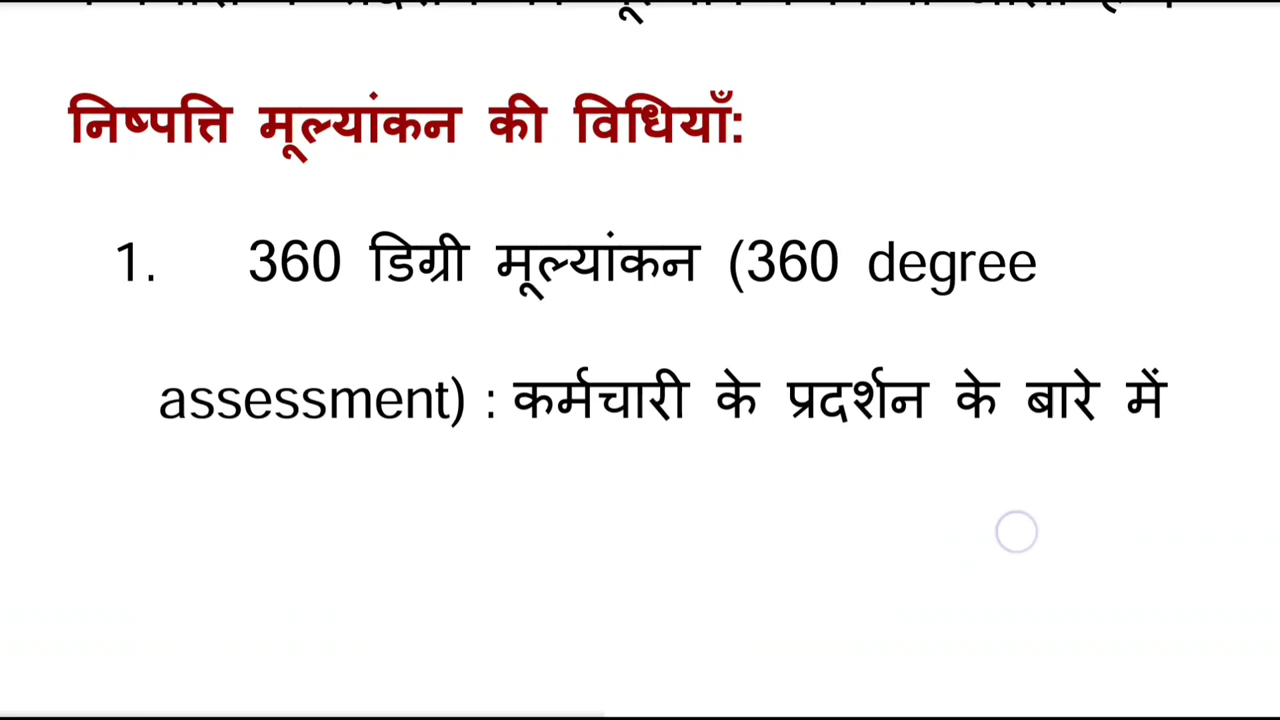 निष्पत्ति मूल्यांकन की विधियाँ:
1. 360 डिग्री मूल्यांकन (360 degree
assessment) : कर्मचारी के प्रदर्शन के बारे में